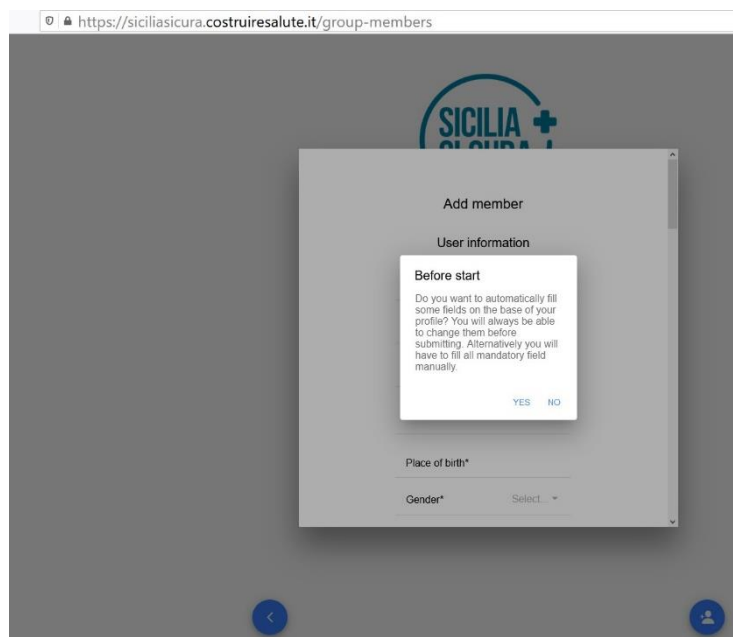 https://siciliasicura.costruiresalute.it/group-members
SICILIA
Add member
User information
Before start
Do you want to automatically fill
some fields on the base of your
profile? You will always be able
to change them before
submitting. Alternatively you will
have to fill all mandatory field
manually.
YES NO
Place of birth*
Gender* Select...